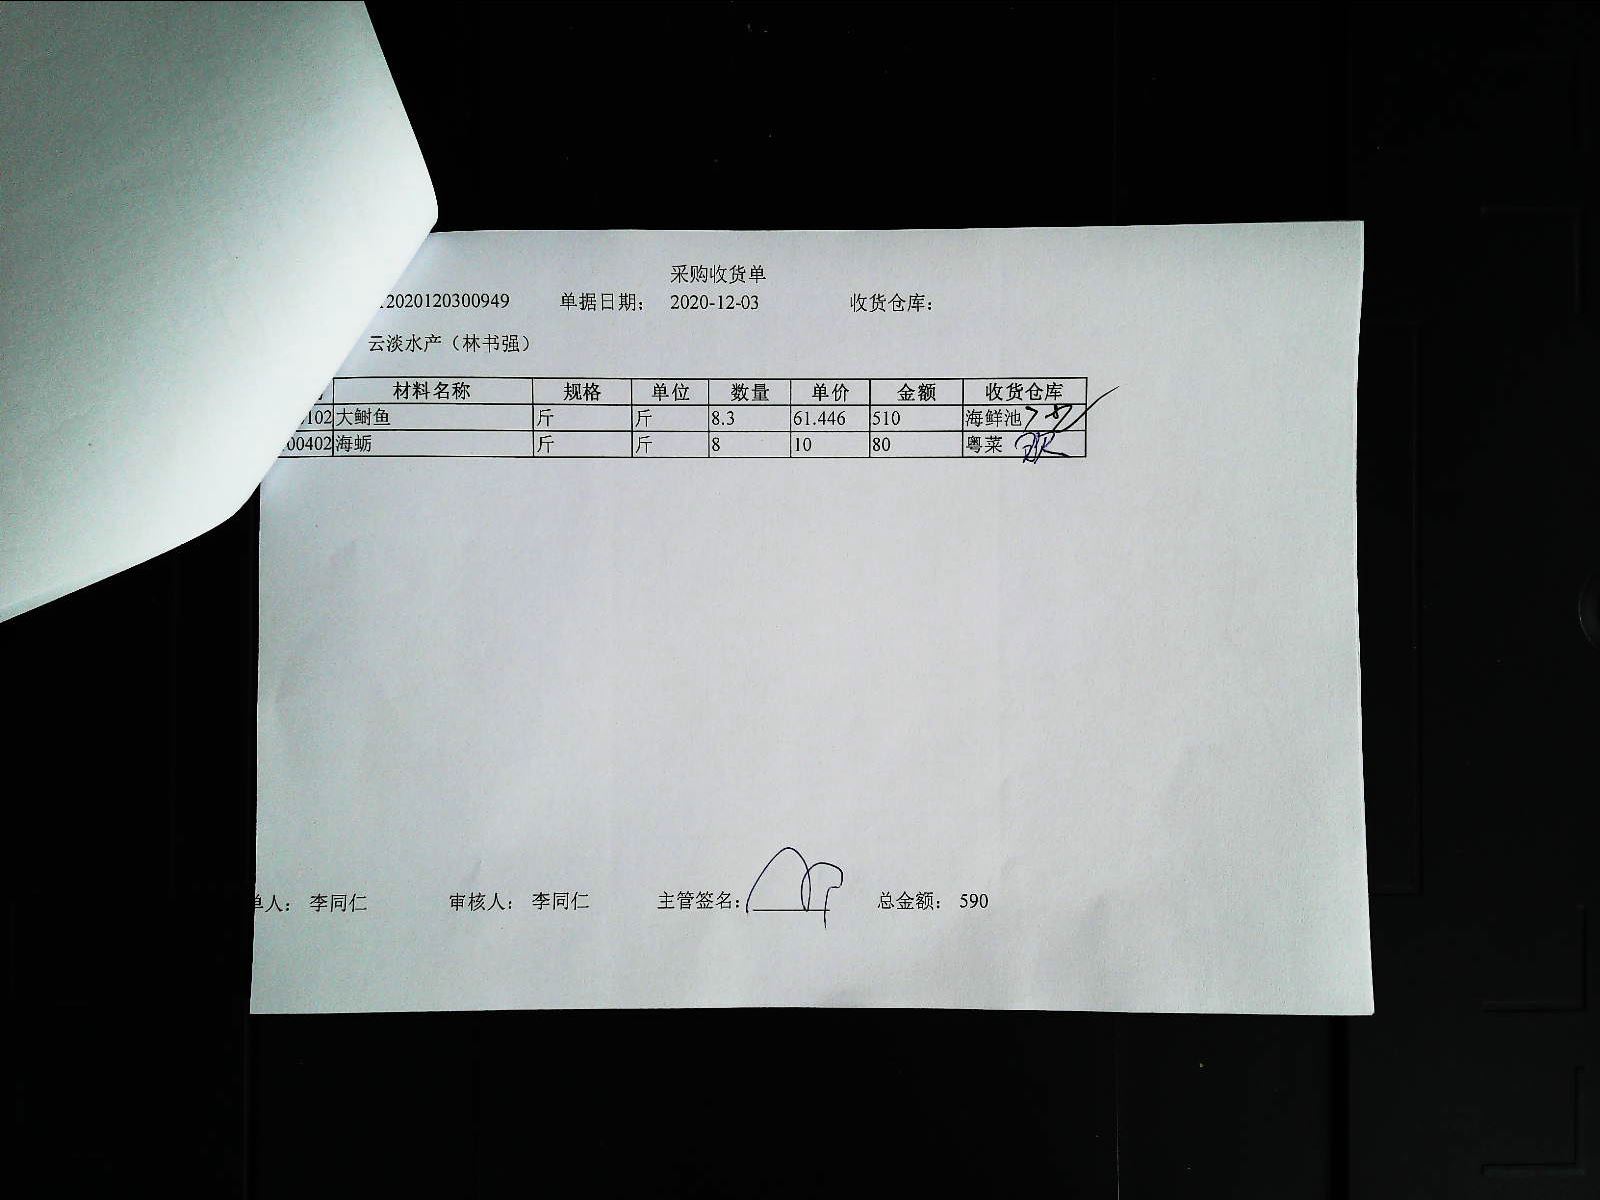 采购收货单
12020120300949 单据日期： 2020-12-03 收货仓库：
云淡水产（林书强）
材料名称 规格 单位 数量 单价 金额 收货仓库
102 大鲥鱼 斤 斤 8.3 61.446 510 海鲜池
00402 海蛎 斤 斤 8 10 80 粤菜
单人： 李同仁 审核人： 李同仁 主管签名： 总金额： 590